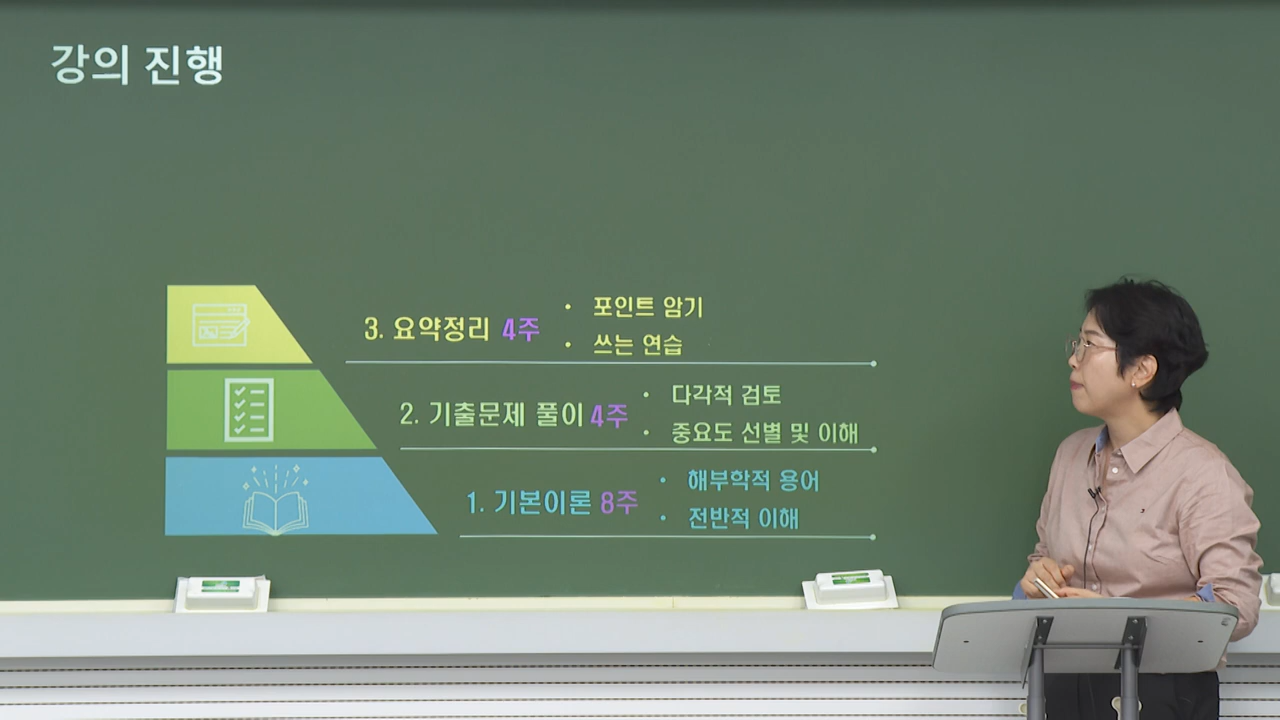 강의 진행
3. 요약정리 4주
• 포인트 암기
• 쓰는 연습
2. 기출문제 풀이 4주
• 다각적 검토
• 중요도 선별 및 이해
1. 기본이론 8주
• 해부학적 용어
• 전반적 이해